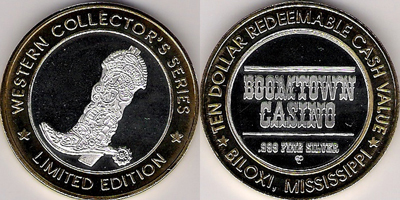 WESTERN COLLECTOR'S SERIES
LIMITED EDITION
TEN DOLLAR REDEEMABLE CASH VALUE
BOOMTOWN
CASINO
.999 FINE SILVER
BILOXI, MISSISSIPPI